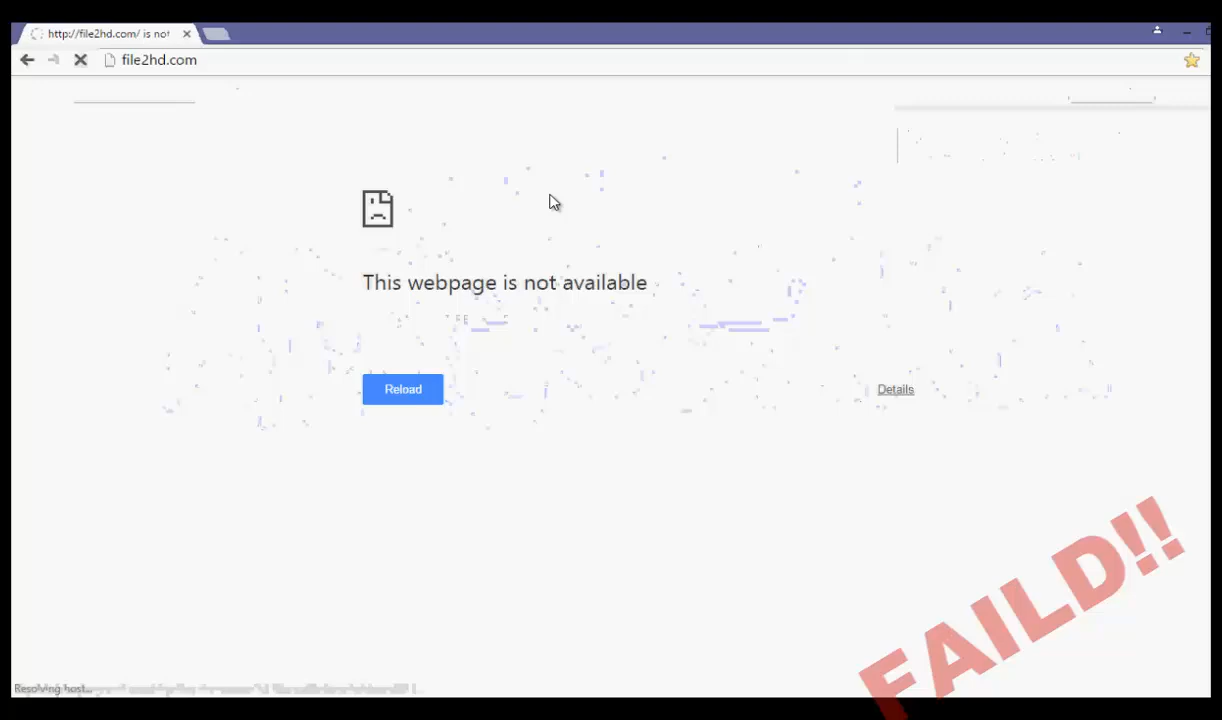 http://file2hd.com/ is not
file2hd.com
This webpage is not available
Reload
Details
FAILD!!
Resolving host...